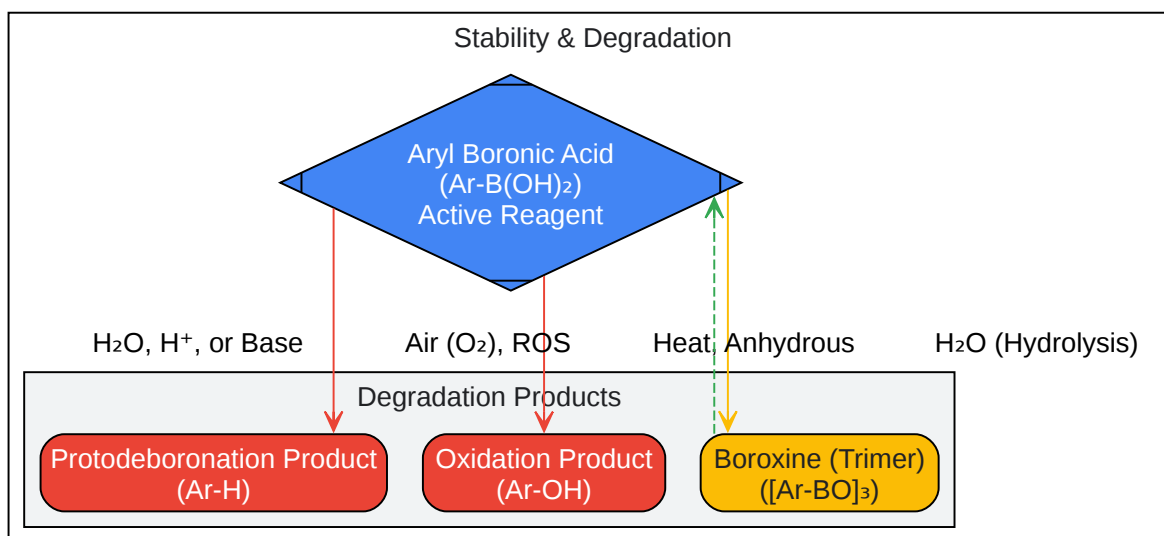 Stability & Degradation
Aryl Boronic Acid
(Ar-B(OH)₂)
Active Reagent
H₂O, H⁺, or Base
Air (O₂), ROS
Heat, Anhydrous
H₂O (Hydrolysis)
Degradation Products
Protodeboronation Product
(Ar-H)
Oxidation Product
(Ar-OH)
Boroxine (Trimer)
([Ar-BO]₃)